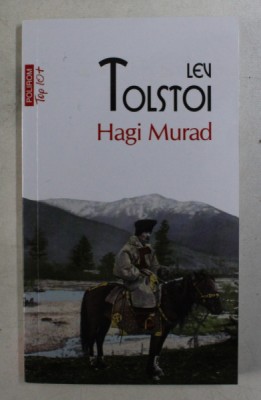 POLIROM
Top 10+
LEV
TOLSTOI
Hagi Murad